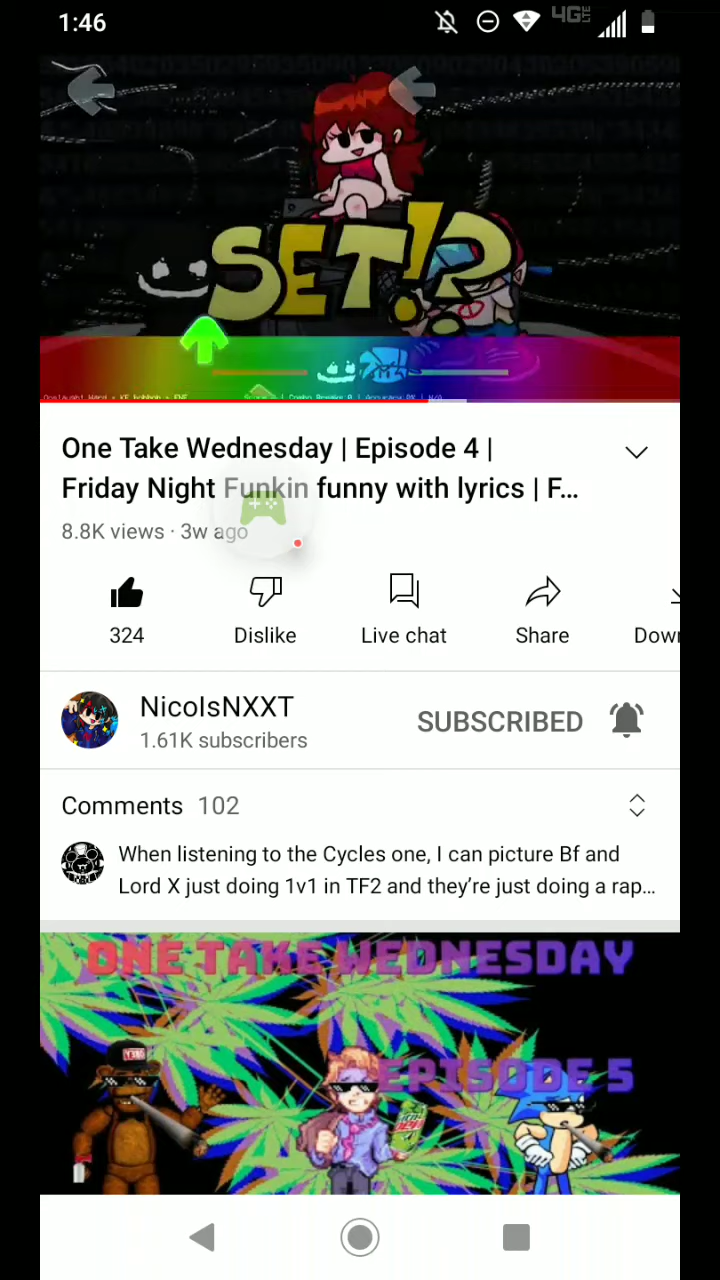 1:46
4G LTE
SET!?
One Take Wednesday | Episode 4 |
Friday Night Funkin funny with lyrics | F...
8.8K views · 3w ago
324
Dislike
Live chat
Share
Down
NicoIsNXXT
1.61K subscribers
SUBSCRIBED
Comments 102
When listening to the Cycles one, I can picture Bf and
Lord X just doing 1v1 in TF2 and they're just doing a rap...
ONE TAKE WEDNESDAY
EPISODE 5